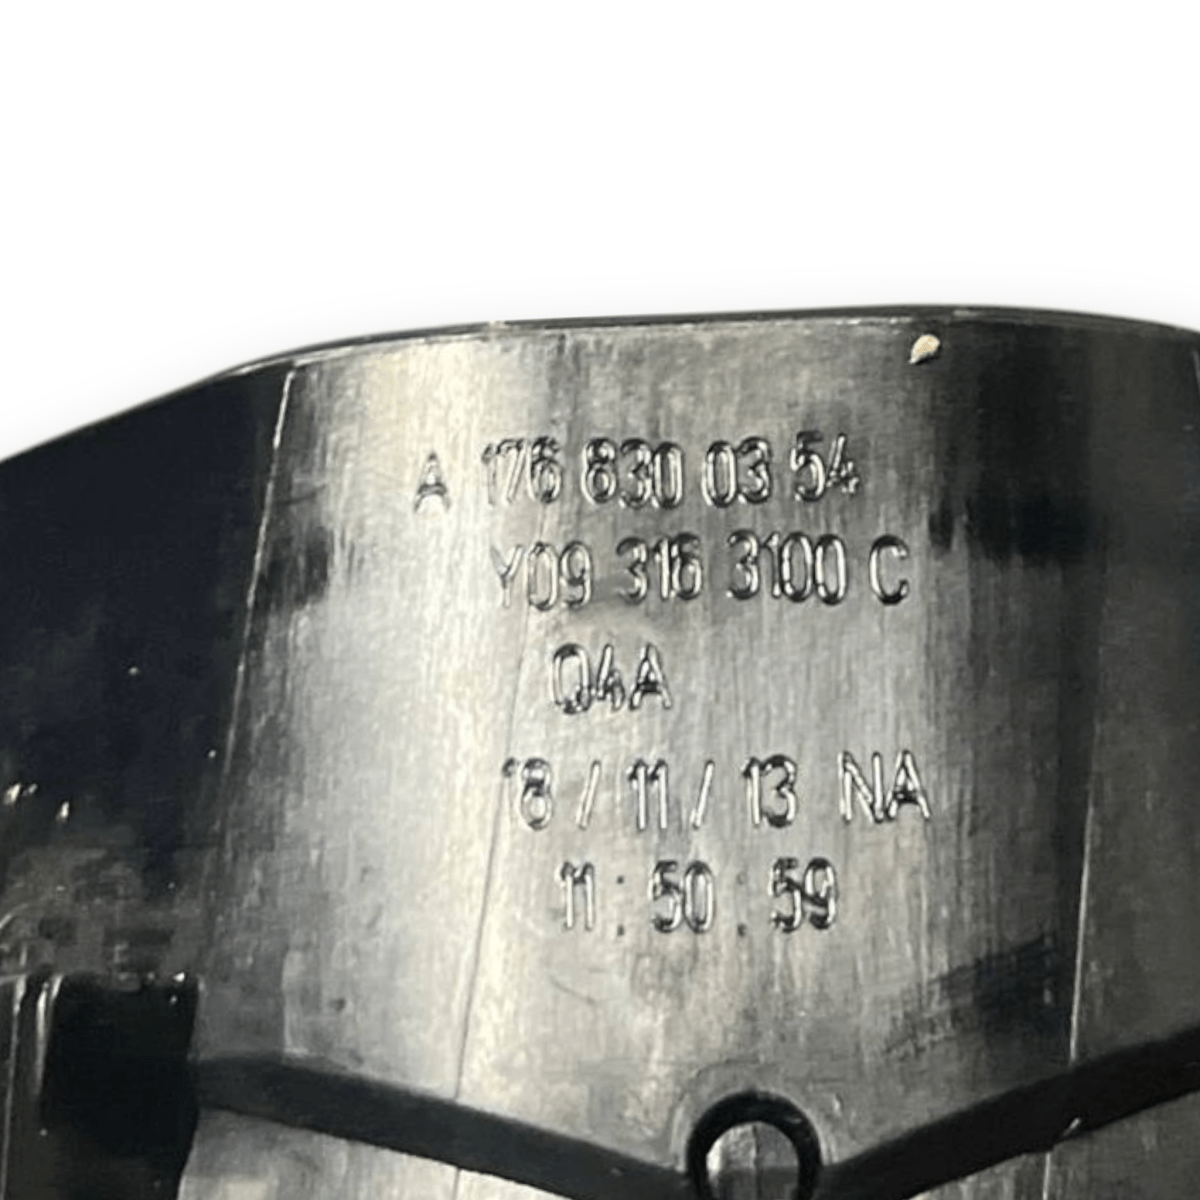 A 176 830 03 54
Y09 316 3100 C
Q4A
18 / 11 / 13 NA
11 : 50 : 59